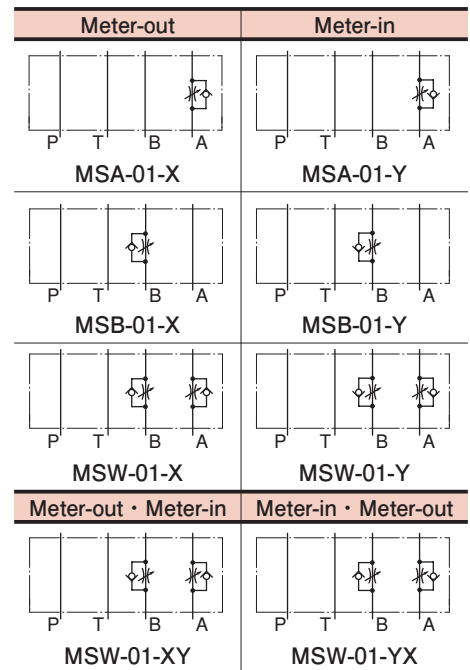 Meter-out Meter-in
P T B A P T B A
MSA-01-X MSA-01-Y
P T B A P T B A
MSB-01-X MSB-01-Y
P T B A P T B A
MSW-01-X MSW-01-Y
Meter-out・Meter-in Meter-in・Meter-out
P T B A P T B A
MSW-01-XY MSW-01-YX